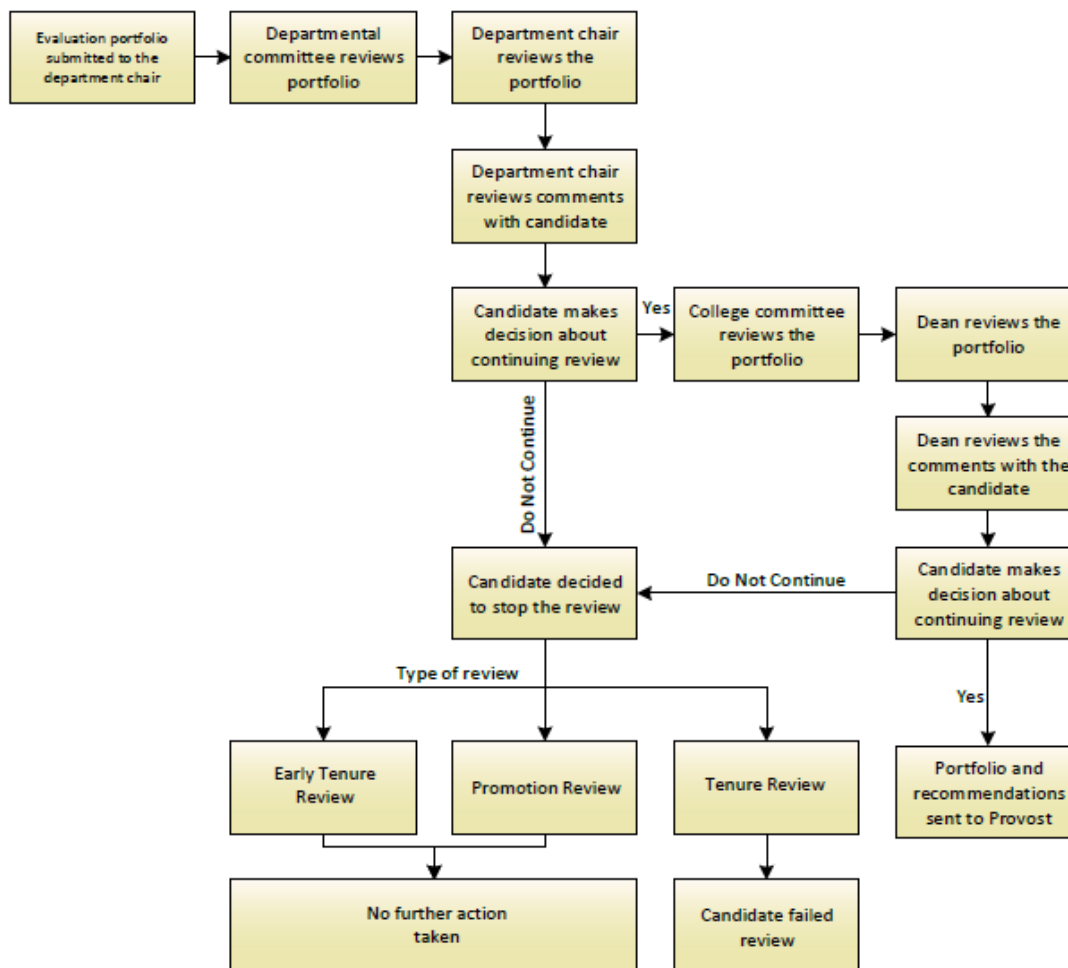 Evaluation portfolio
submitted to the
department chair
Departmental
committee reviews
portfolio
Department chair
reviews the
portfolio
Department chair
reviews comments
with candidate
Candidate makes
decision about
continuing review
Yes
College committee
reviews the
portfolio
Dean reviews the
portfolio
Dean reviews the
comments with the
candidate
Do Not Continue
Candidate decided
to stop the review
Do Not Continue
Candidate makes
decision about
continuing review
Type of review
Yes
Early Tenure
Review
Promotion Review
Tenure Review
Portfolio and
recommendations
sent to Provost
No further action
taken
Candidate failed
review